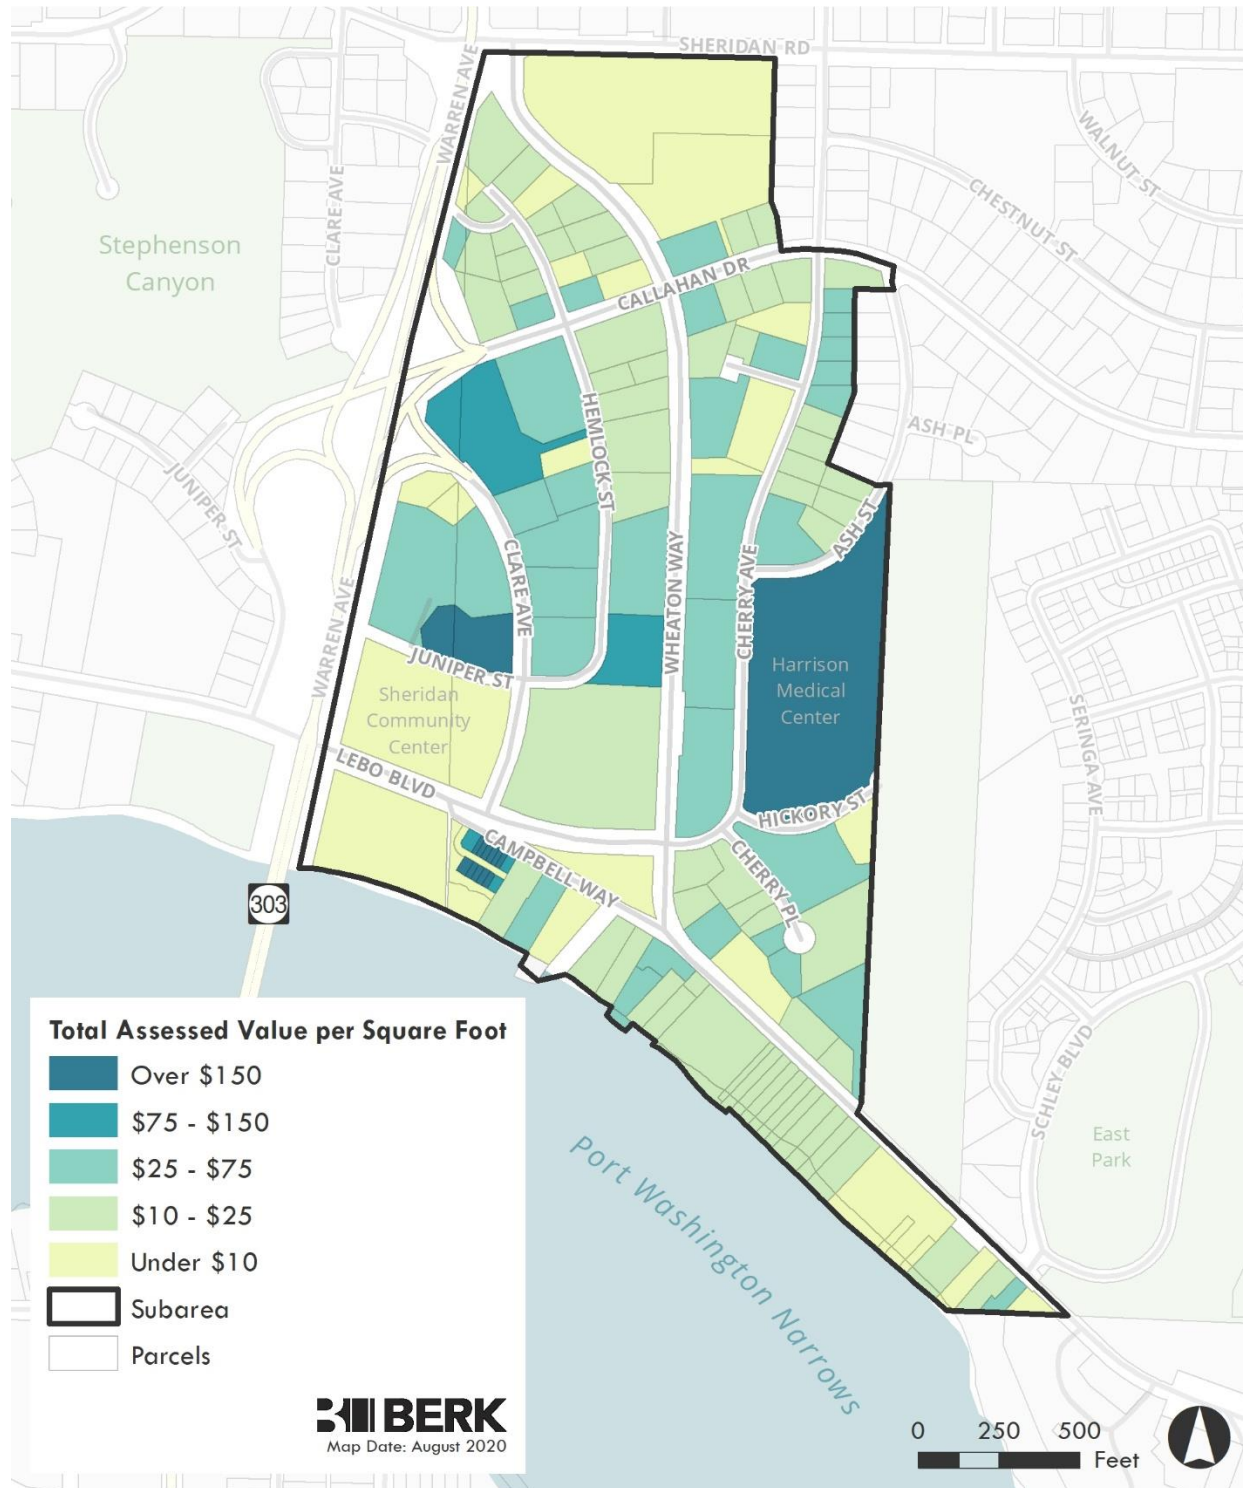 SHERIDAN RD
WARREN AVE
WALNUT ST
CLARE AVE
CHESTNUT ST
Stephenson
Canyon
CALLAHAN DR
HEMLOCK ST
ASH PL
JUNIPER ST
ASH ST
CLARE AVE
WHEATON WAY
CHERRY AVE
WARREN AVE
JUNIPER ST
Harrison
Medical
Center
Sheridan
Community
Center
SERINGA AVE
LEBO BLVD
HICKORY ST
CAMPBELL WAY
CHERRY PL
303
SCHLEY BLVD
East
Park
Port Washington Narrows
Total Assessed Value per Square Foot
Over $150
$75 - $150
$25 - $75
$10 - $25
Under $10
Subarea
Parcels
BERK
Map Date: August 2020
0 250 500
Feet